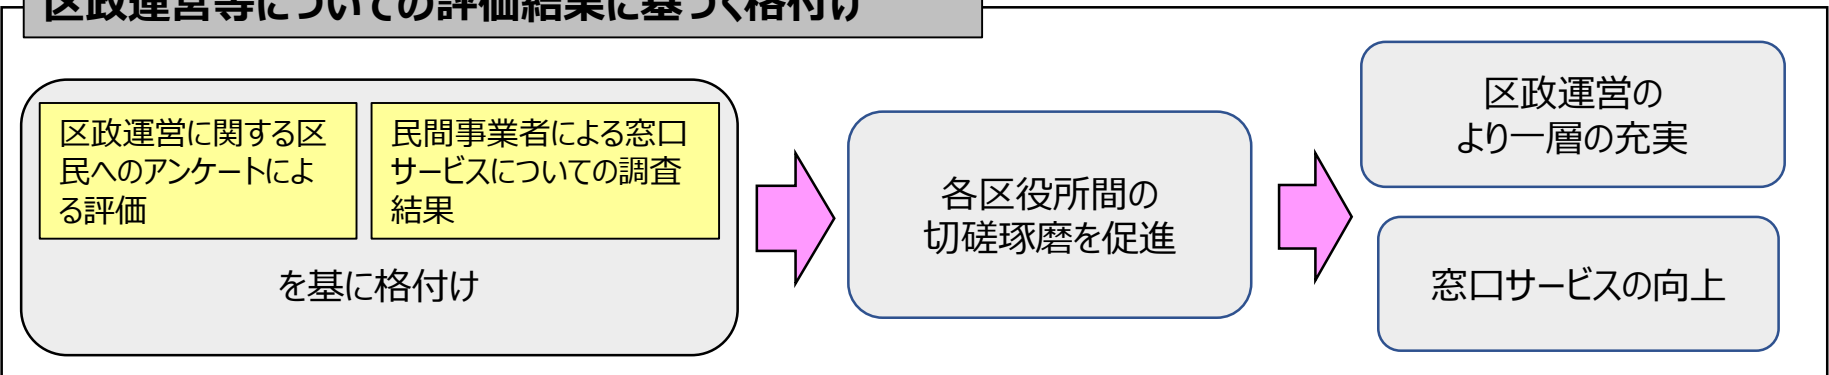 区政運営等についての評価結果に基づく格付け
区政運営に関する区
民へのアンケートによ
る評価
民間事業者による窓口
サービスについての調査
結果
を基に格付け
各区役所間の
切磋琢磨を促進
区政運営の
より一層の充実
窓口サービスの向上